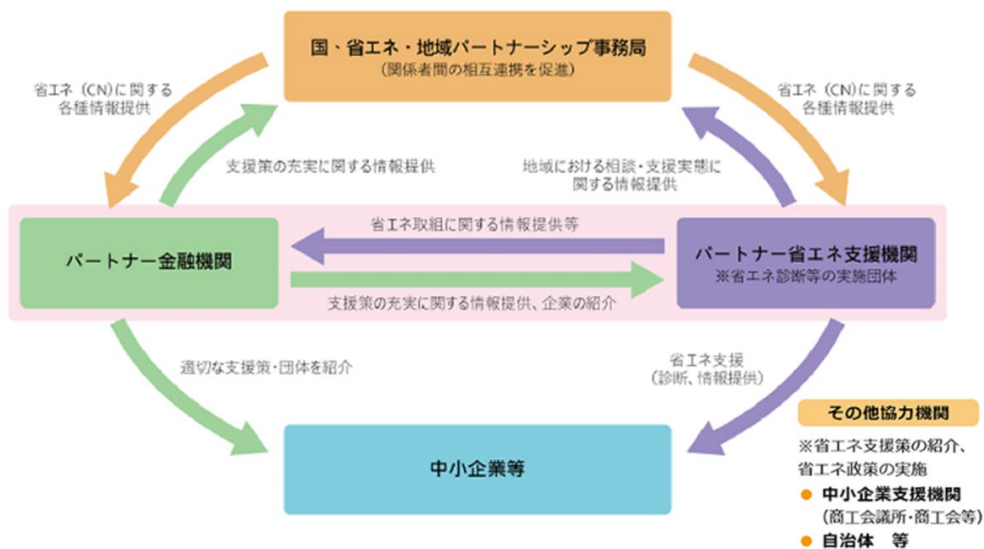 国、省エネ・地域パートナーシップ事務局
(関係者間の相互連携を促進)
省エネ (CN)に関する
各種情報提供
省エネ (CN)に関する
各種情報提供
支援策の充実に関する情報提供
地域における相談・支援実態に
関する情報提供
省エネ取組に関する情報提供等
パートナー金融機関
パートナー省エネ支援機関
※省エネ診断等の実施団体
支援策の充実に関する情報提供、企業の紹介
適切な支援策・団体を紹介
省エネ支援
(診断、情報提供)
中小企業等
その他協力機関
※省エネ支援策の紹介、
省エネ政策の実施
● 中小企業支援機関
(商工会議所・商工会等)
● 自治体 等